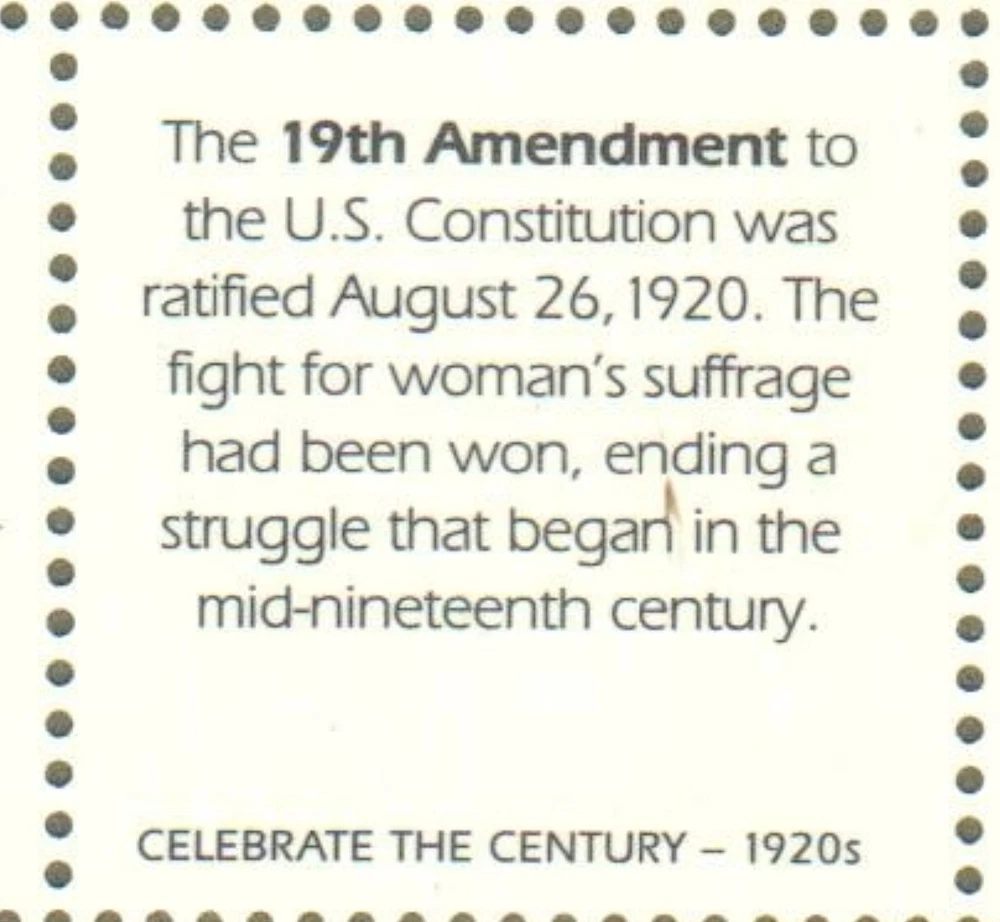 The 19th Amendment to
the U.S. Constitution was
ratified August 26, 1920. The
fight for woman's suffrage
had been won, ending a
struggle that began in the
mid-nineteenth century.
CELEBRATE THE CENTURY – 1920s